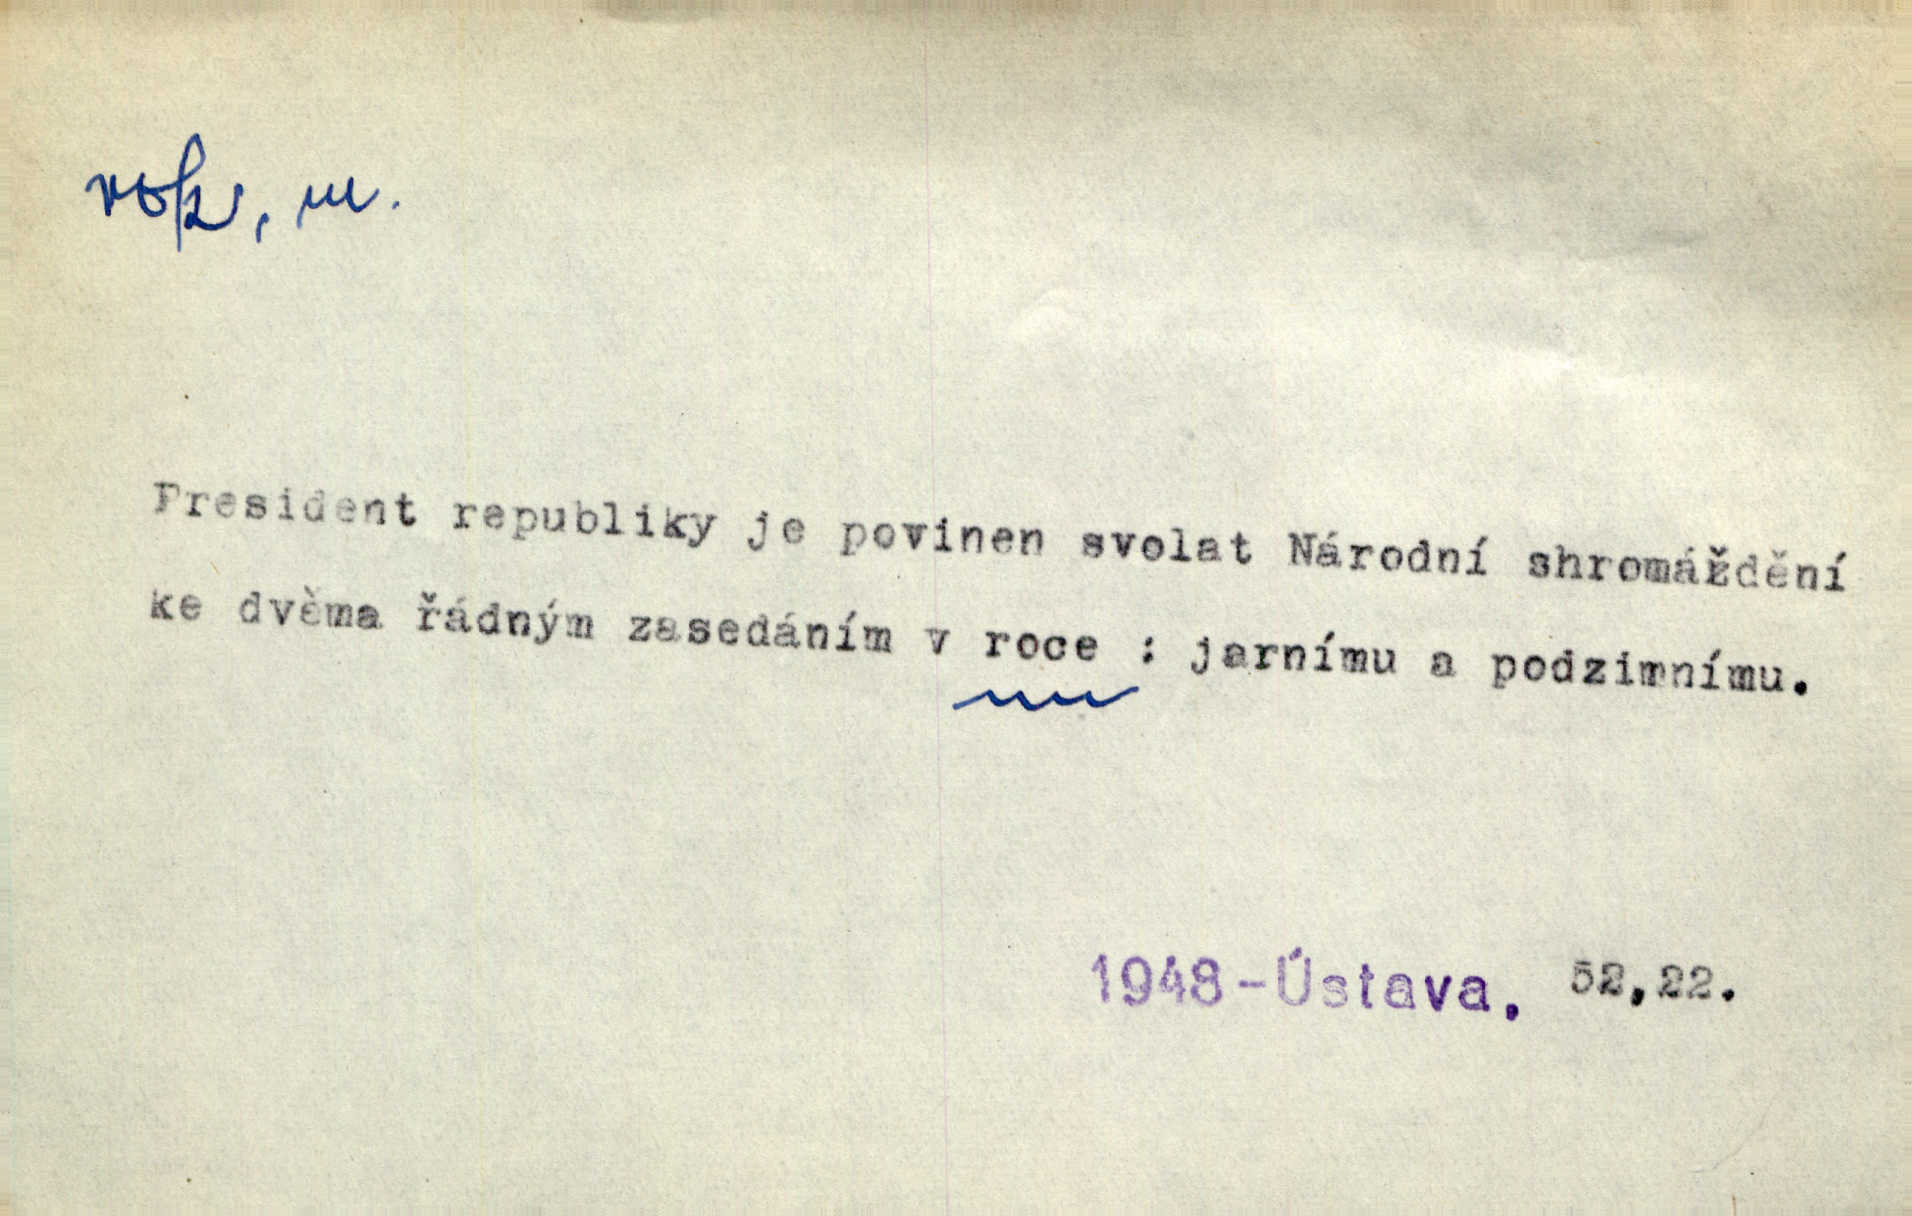 rok, m.
President republiky je povinen svolat Národní shromáždění
ke dvěma řádným zasedáním v roce : jarnímu a podzimnímu.
1948-Ústava, 52,22.